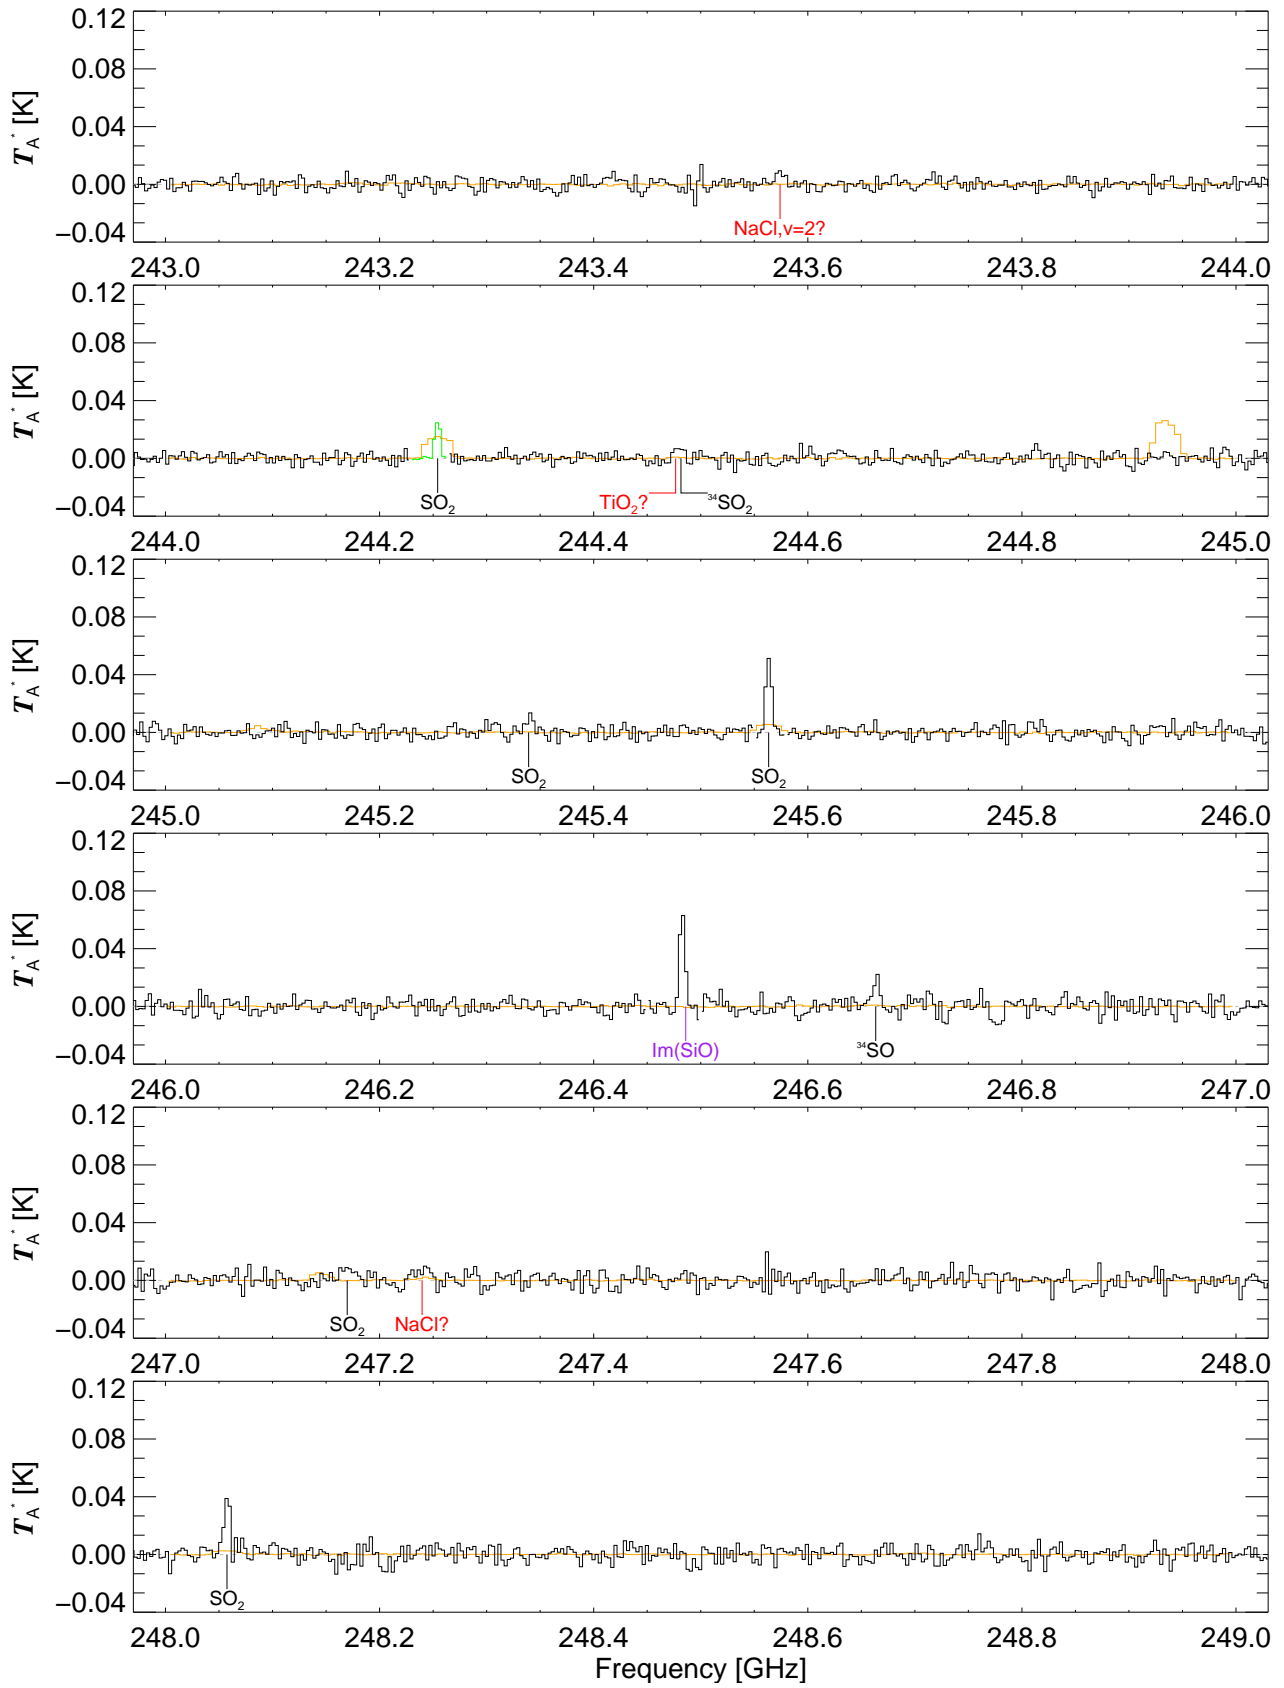 0.12
0.08
0.04
0.00
−0.04
T_A^* [K]
NaCl,v=2?
243.0 243.2 243.4 243.6 243.8 244.0
0.12
0.08
0.04
0.00
−0.04
T_A^* [K]
SO₂ TiO₂? ³⁴SO₂
244.0 244.2 244.4 244.6 244.8 245.0
0.12
0.08
0.04
0.00
−0.04
T_A^* [K]
SO₂ SO₂
245.0 245.2 245.4 245.6 245.8 246.0
0.12
0.08
0.04
0.00
−0.04
T_A^* [K]
Im(SiO) ³⁴SO
246.0 246.2 246.4 246.6 246.8 247.0
0.12
0.08
0.04
0.00
−0.04
T_A^* [K]
SO₂ NaCl?
247.0 247.2 247.4 247.6 247.8 248.0
0.12
0.08
0.04
0.00
−0.04
T_A^* [K]
SO₂
248.0 248.2 248.4 248.6 248.8 249.0
Frequency [GHz]